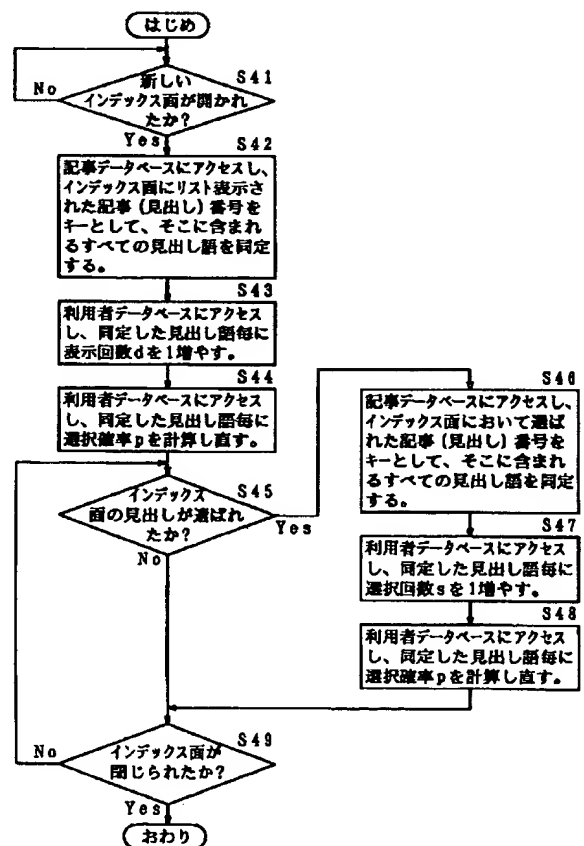 はじめ
S41
No
新しい
インデックス面が開かれ
たか?
Yes
S42
記事データベースにアクセスし、
インデックス面にリスト表示さ
れた記事(見出し)番号を
キーとして、そこに含まれ
るすべての見出し語を同定
する。
S43
利用者データベースにアクセス
し、同定した見出し語毎に
表示回数dを1増やす。
S44
利用者データベースにアクセス
し、同定した見出し語毎に
選択確率pを計算し直す。
S45
インデックス
面の見出しが選ばれ
たか?
Yes
No
S46
記事データベースにアクセスし、
インデックス面において選ば
れた記事(見出し)番号を
キーとして、そこに含まれ
るすべての見出し語を同定
する。
S47
利用者データベースにアクセス
し、同定した見出し語毎に
選択回数sを1増やす。
S48
利用者データベースにアクセス
し、同定した見出し語毎に
選択確率pを計算し直す。
S49
No
インデックス面が
閉じられたか?
Yes
おわり